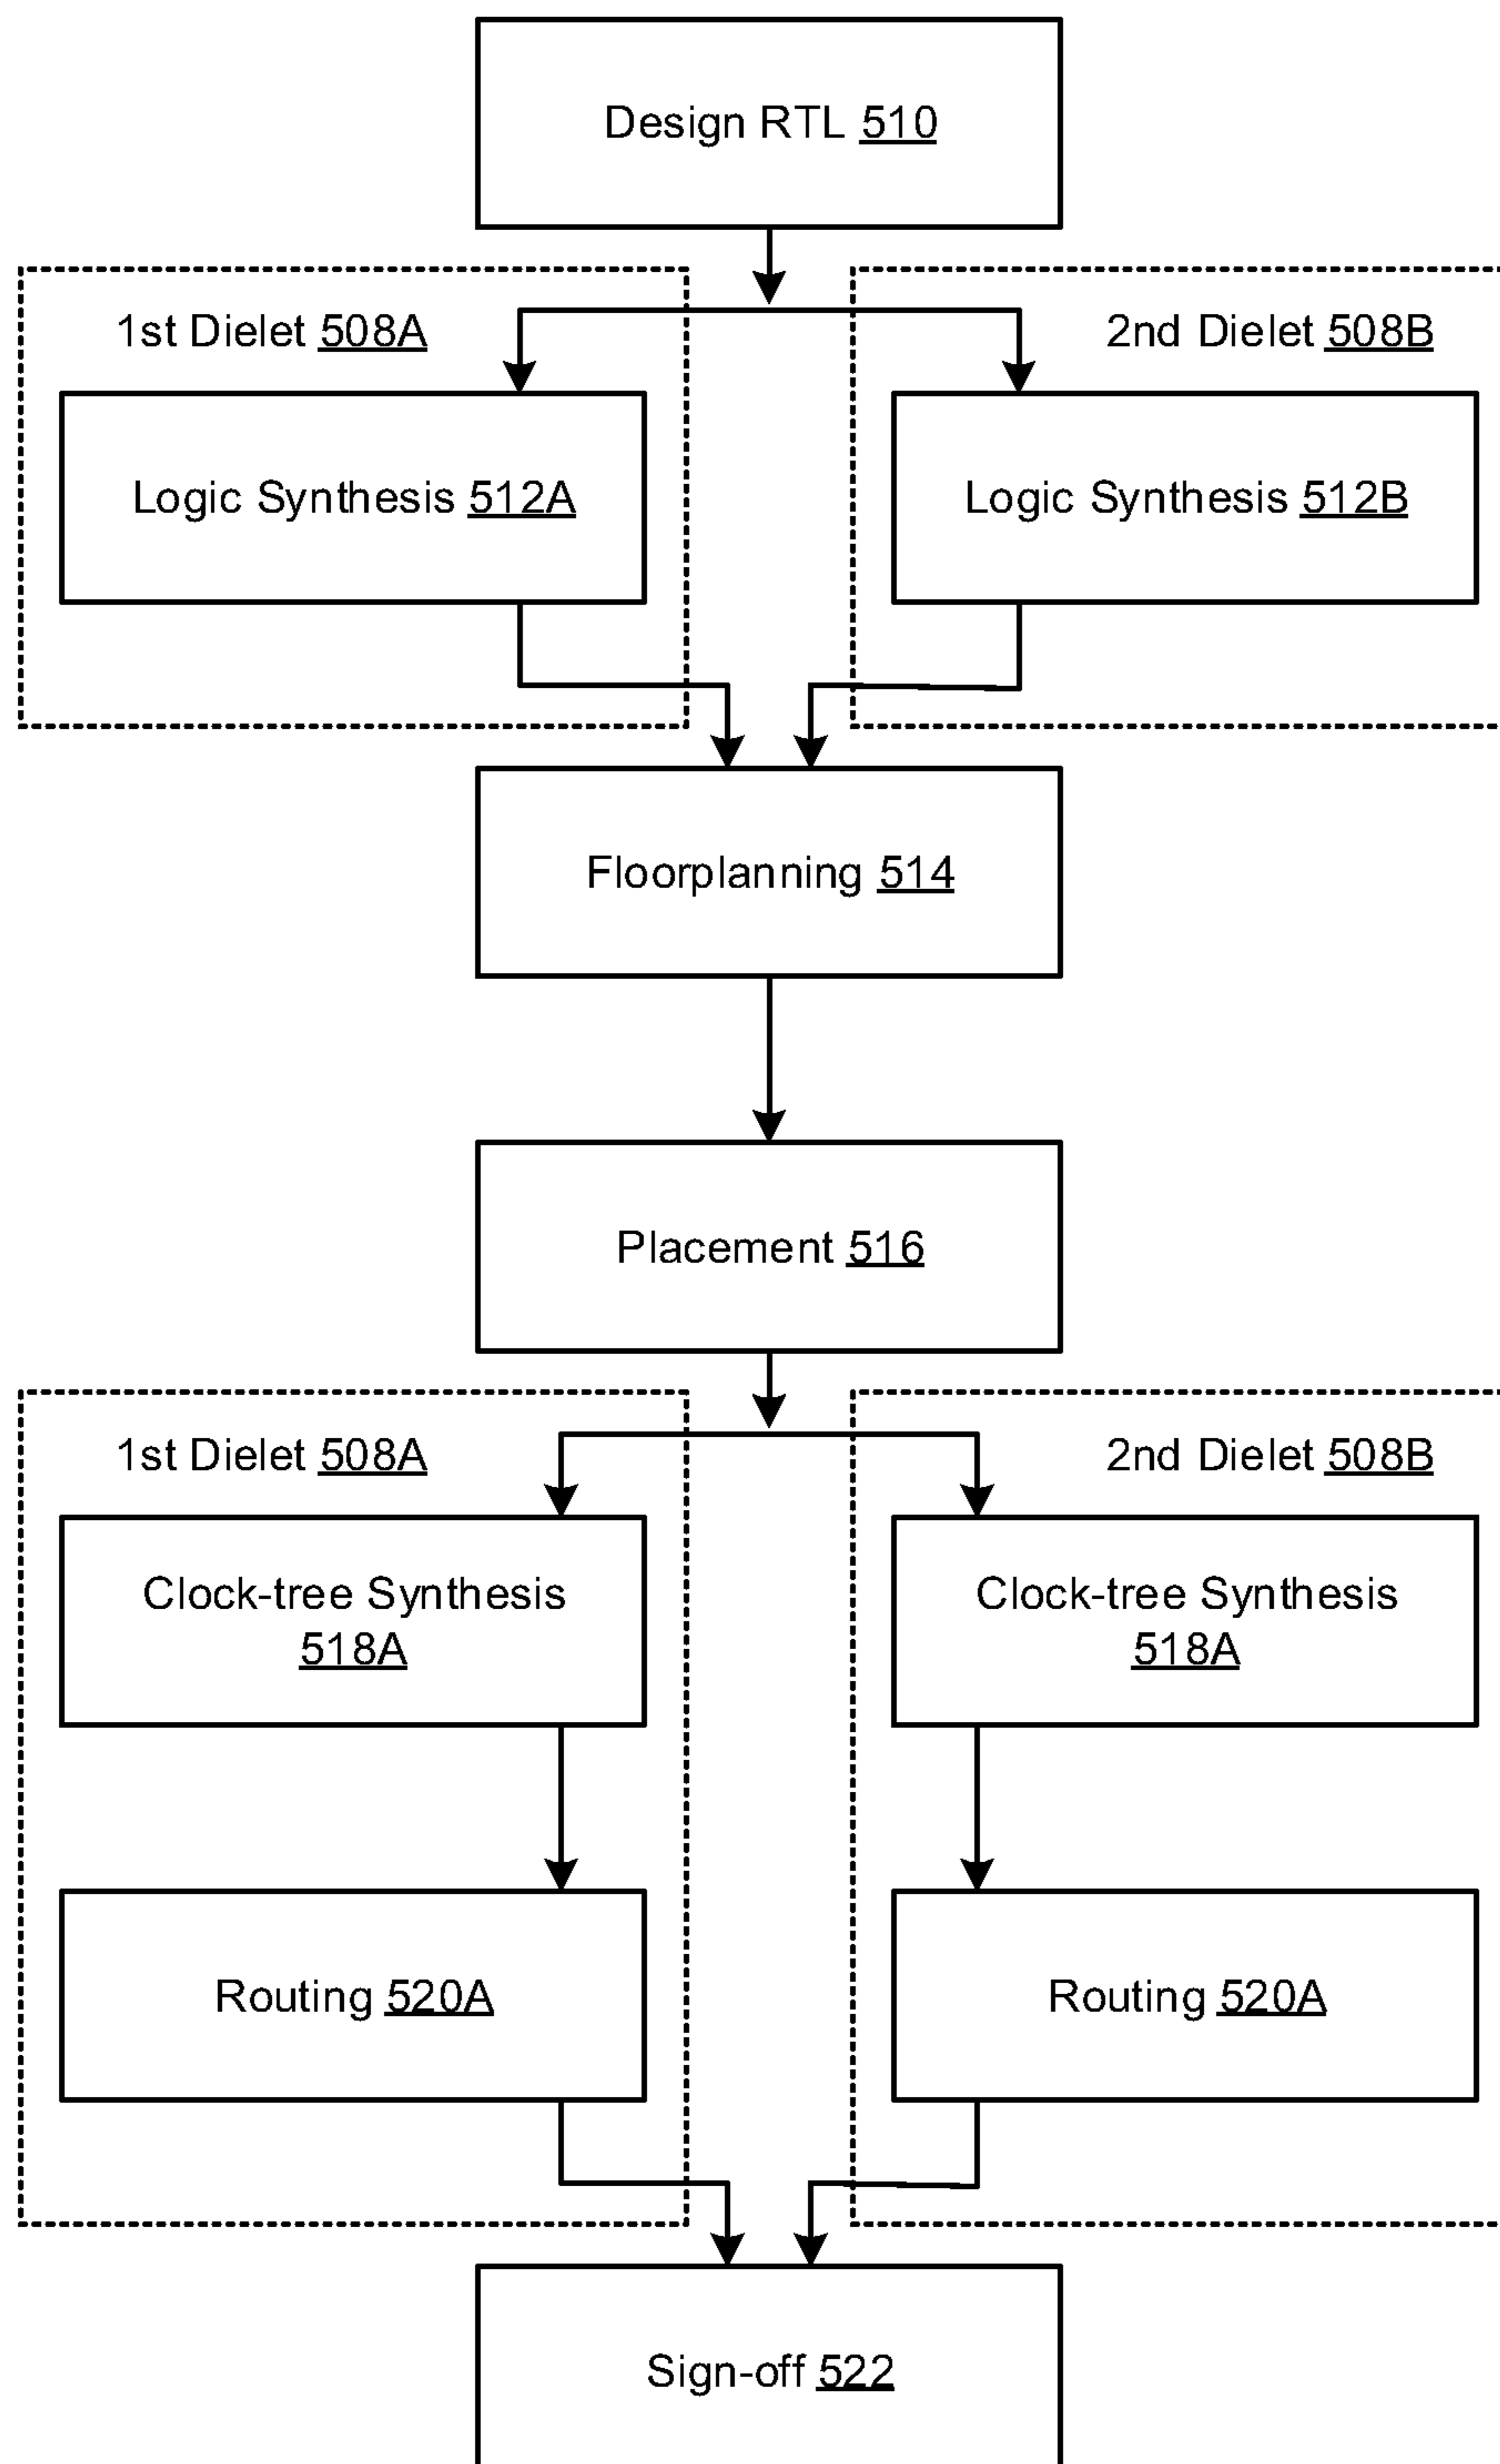 Design RTL 510
1st Dielet 508A
2nd Dielet 508B
Logic Synthesis 512A
Logic Synthesis 512B
Floorplanning 514
Placement 516
1st Dielet 508A
2nd Dielet 508B
Clock-tree Synthesis
518A
Clock-tree Synthesis
518A
Routing 520A
Routing 520A
Sign-off 522